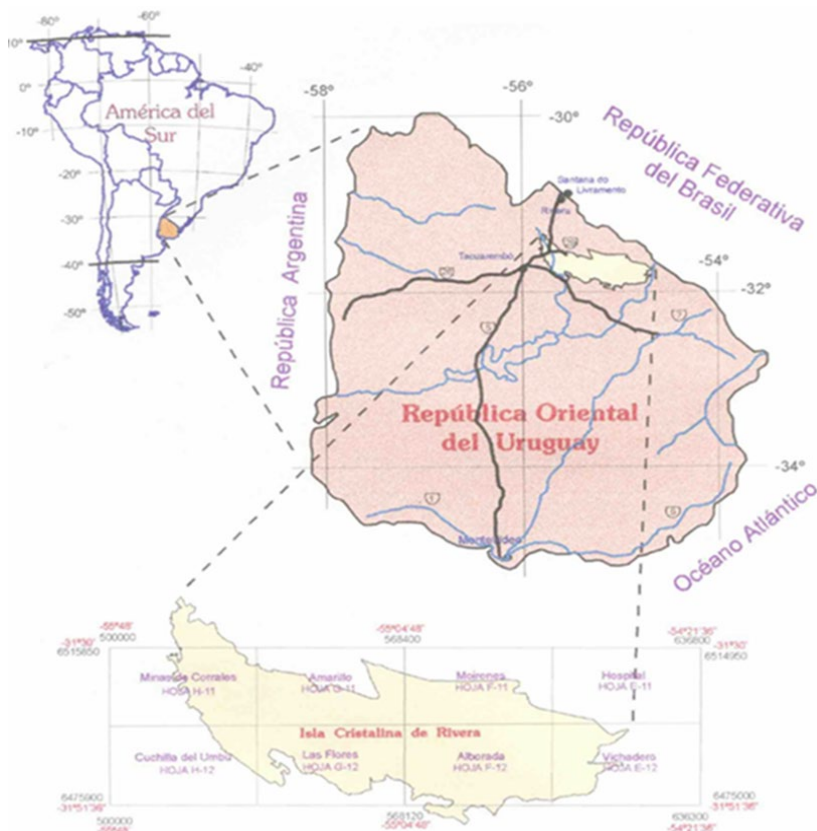 -80°
-60°
-40°
0°
-10°
-20°
-30°
-40°
-50°
América del
Sur
-58°
-56°
-30°
-54°
-32°
-34°
República Federativa
del Brasil
República Argentina
Océano Atlántico
Santana do
Livramento
Rivera
Tacuarembó
5
7
República Oriental
del Uruguay
Montevideo
-55°48'
500000
-31°30'
6515850
-55°04'48"
568400
-54°21'36"
636800
-31°30'
6514950
Minas de Corrales
HOJA H-11
Amarillo
HOJA G-11
Moirones
HOJA F-11
Hospital
HOJA E-11
Isla Cristalina de Rivera
Cuchilla del Umbú
HOJA H-12
Las Flores
HOJA G-12
Alborada
HOJA F-12
Vichadero
HOJA E-12
6475900
-31°51'36"
500000
568120
-55°04'48"
6475000
-31°51'36"
636300
-54°21'36"